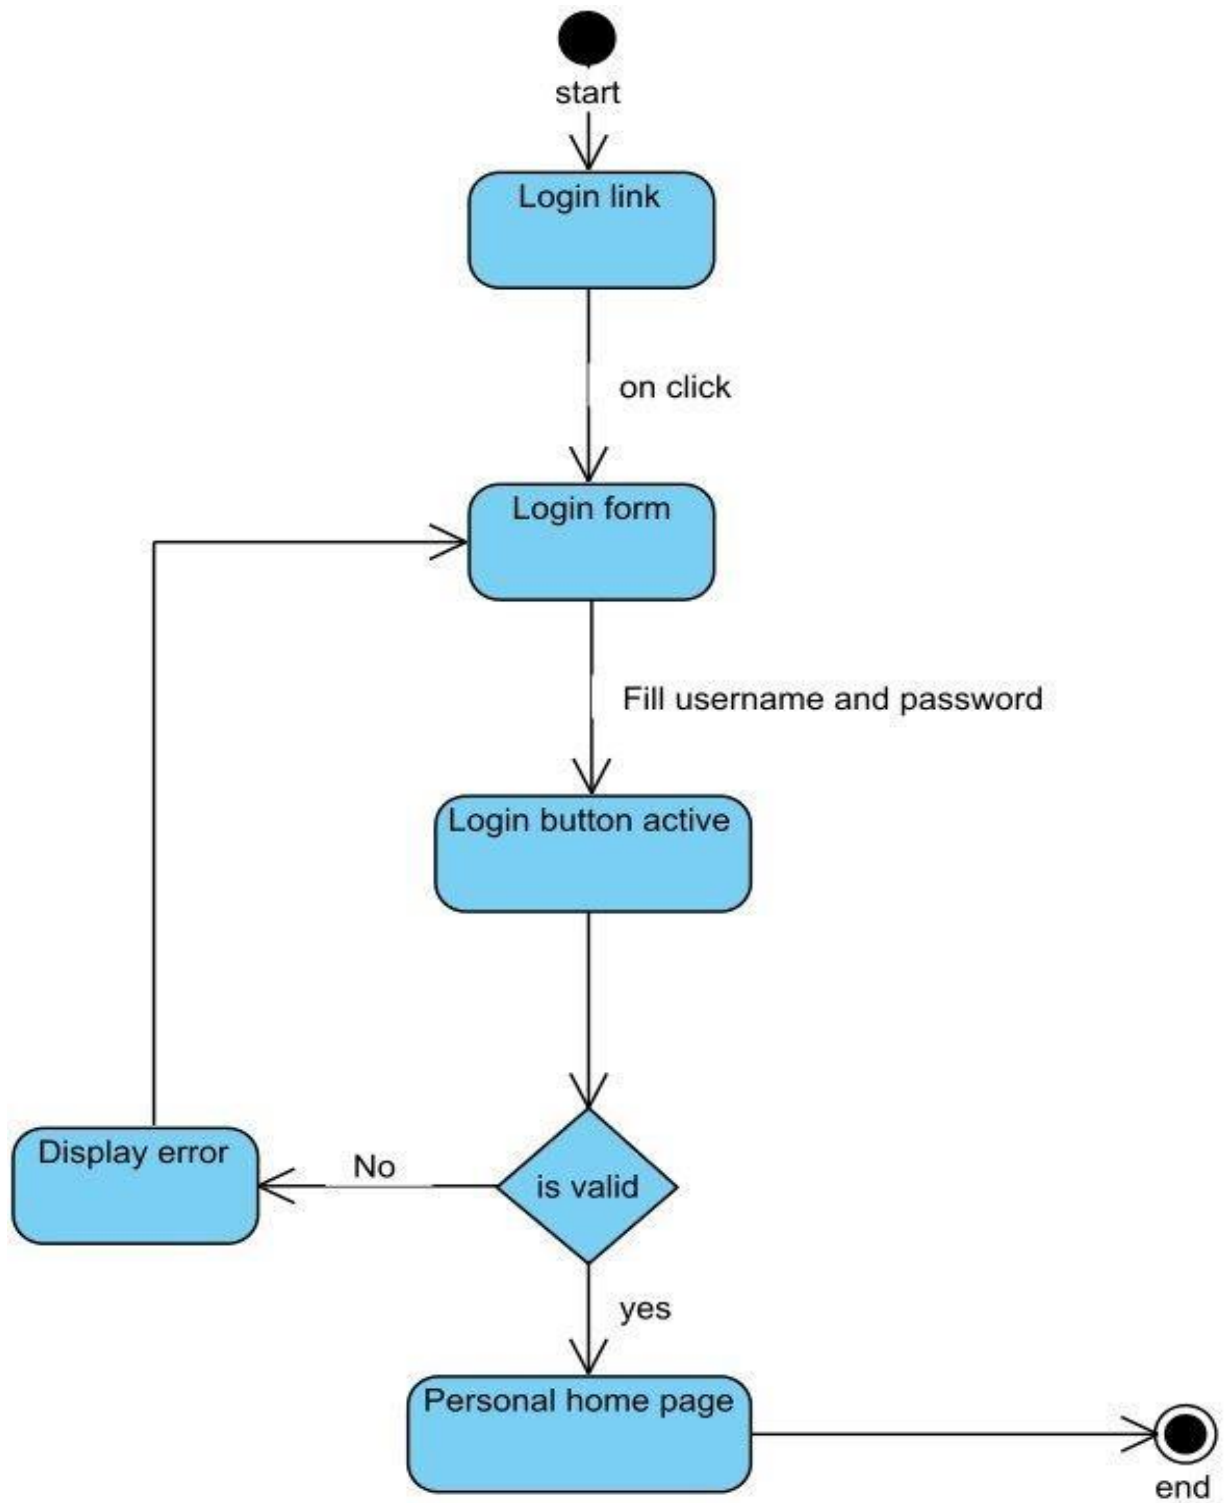 start
Login link
on click
Login form
Fill username and password
Login button active
Display error
No
is valid
yes
Personal home page
end